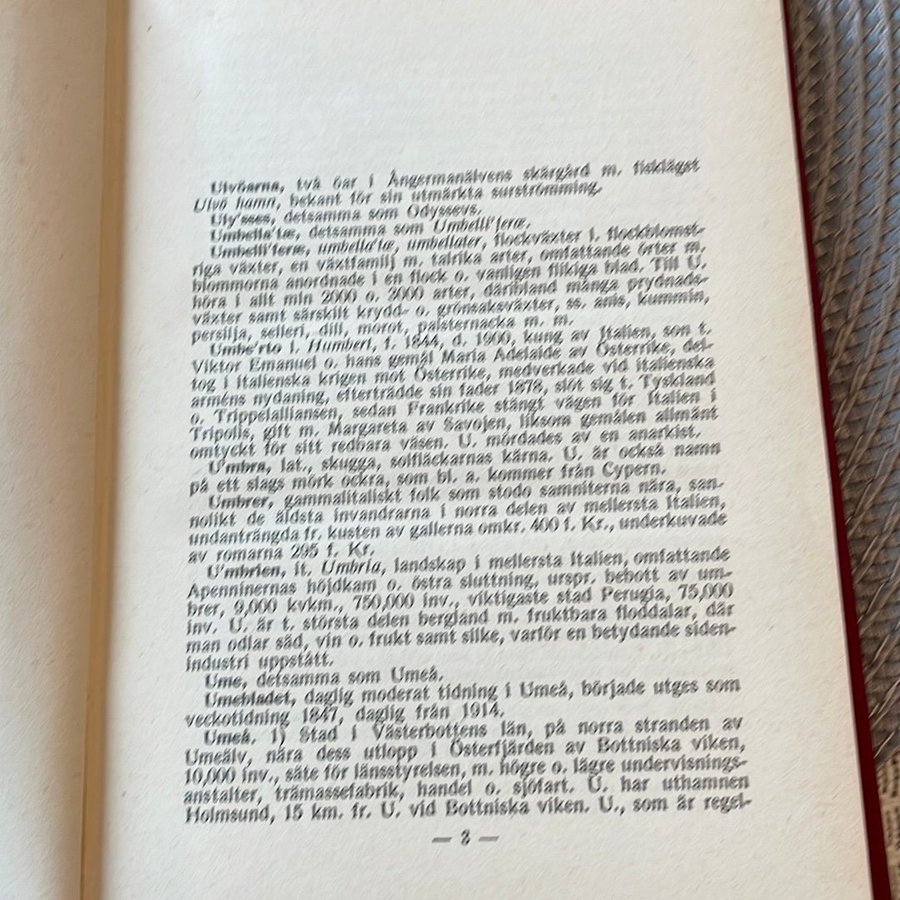 Ulvöarna, två öar i Ångermanälvens skärgård m. fiskläget
Ulvö hamn, bekant för sin utmärkta surströmming.
Uly'sses, detsamma som Odyssevs.
Umbella'tæ, detsamma som Umbelli'feræ.
Umbelli'feræ, umbella'tæ, umbellater, flockväxter l. flockblomst-
riga växter, en växtfamilj m. talrika arter, omfattande örter m.
blommorna anordnade i en flock o. vanligen flikiga blad. Till U.
höra i allt min 2000 o. 3000 arter, däribland många prydnads-
växter samt särskilt krydd- o. grönsaksväxter, ss. anis, kummin,
persilja, selleri, dill, morot, palsternacka m. m.
Umbe'rto I. Humbert, f. 1844, d. 1900, kung av Italien, son t.
Viktor Emanuel o. hans gemål Maria Adelaide av Österrike, del-
tog i italienska krigen mot Österrike, medverkade vid italienska
arméns nydaning, efterträdde sin fader 1878, slöt sig t. Tyskland
o. Trippelalliansen, sedan Frankrike stängt vägen för Italien i
Tripolis, gift m. Margareta av Savojen, liksom gemålen allmänt
omtyckt för sitt redbara väsen. U. mördades av en anarkist.
U'mbra, lat., skugga, solfläckarnas kärna. U. är också namn
på ett slags mörk ockra, som bl. a. kommer från Cypern.
Umbrer, gammalitaliskt folk som stodo samniterna nära, san-
nolikt de äldsta invandrarna i norra delen av mellersta Italien,
undanträngda fr. kusten av gallerna omkr. 400 f. Kr., underkuvade
av romarna 295 f. Kr.
U'mbrien, it. Umbria, landskap i mellersta Italien, omfattande
Apenninernas höjdkam o. östra sluttning, urspr. bebott av um-
brer, 9,000 kvkm., 750,000 inv., viktigaste stad Perugia, 75,000
inv. U. är t. största delen bergland m. fruktbara floddalar, där
man odlar säd, vin o. frukt samt silke, varför en betydande siden-
industri uppstått.
Ume, detsamma som Umeå.
Umebladet, daglig moderat tidning i Umeå, började utges som
veckotidning 1847, daglig från 1914.
Umeå. 1) Stad i Västerbottens län, på norra stranden av
Umeälv, nära dess utlopp i Österfjärden av Bottniska viken,
10,000 inv., säte för länsstyrelsen, m. högre o. lägre undervisnings-
anstalter, trämassefabrik, handel o. sjöfart. U. har uthamnen
Holmsund, 15 km. fr. U. vid Bottniska viken. U., som är regel-
— 3 —